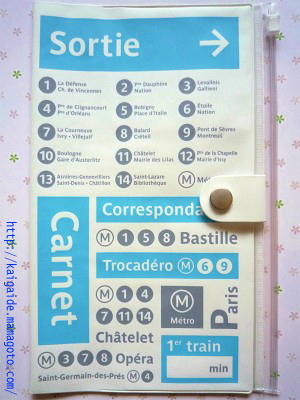 Sortie →
1 La Défense
Ch. de Vincennes
2 Pte Dauphine
Nation
3 Levallois
Gallieni
4 Pte de Clignancourt
Pte d'Orléans
5 Bobigny
Place d'Italie
6 Étoile
Nation
7 La Courneuve
Ivry - Villejuif
8 Balard
Créteil
9 Pont de Sèvres
Montreuil
10 Boulogne
Gare d'Austerlitz
11 Châtelet
Mairie des Lilas
12 Pte de la Chapelle
Mairie d'Issy
13 Asnières-Gennevilliers
Saint-Denis - Châtillon
14 Saint-Lazare
Bibliothèque
M Mé
Carnet
Correspondan
M 1 5 8 Bastille
Trocadéro M 6 9
M 1 4
7 11 14
Châtelet
M
Métro
Paris
M 3 7 8 Opéra
Saint-Germain-des-Prés M 4
1er train
min
http://kaigaide.managoto.com/